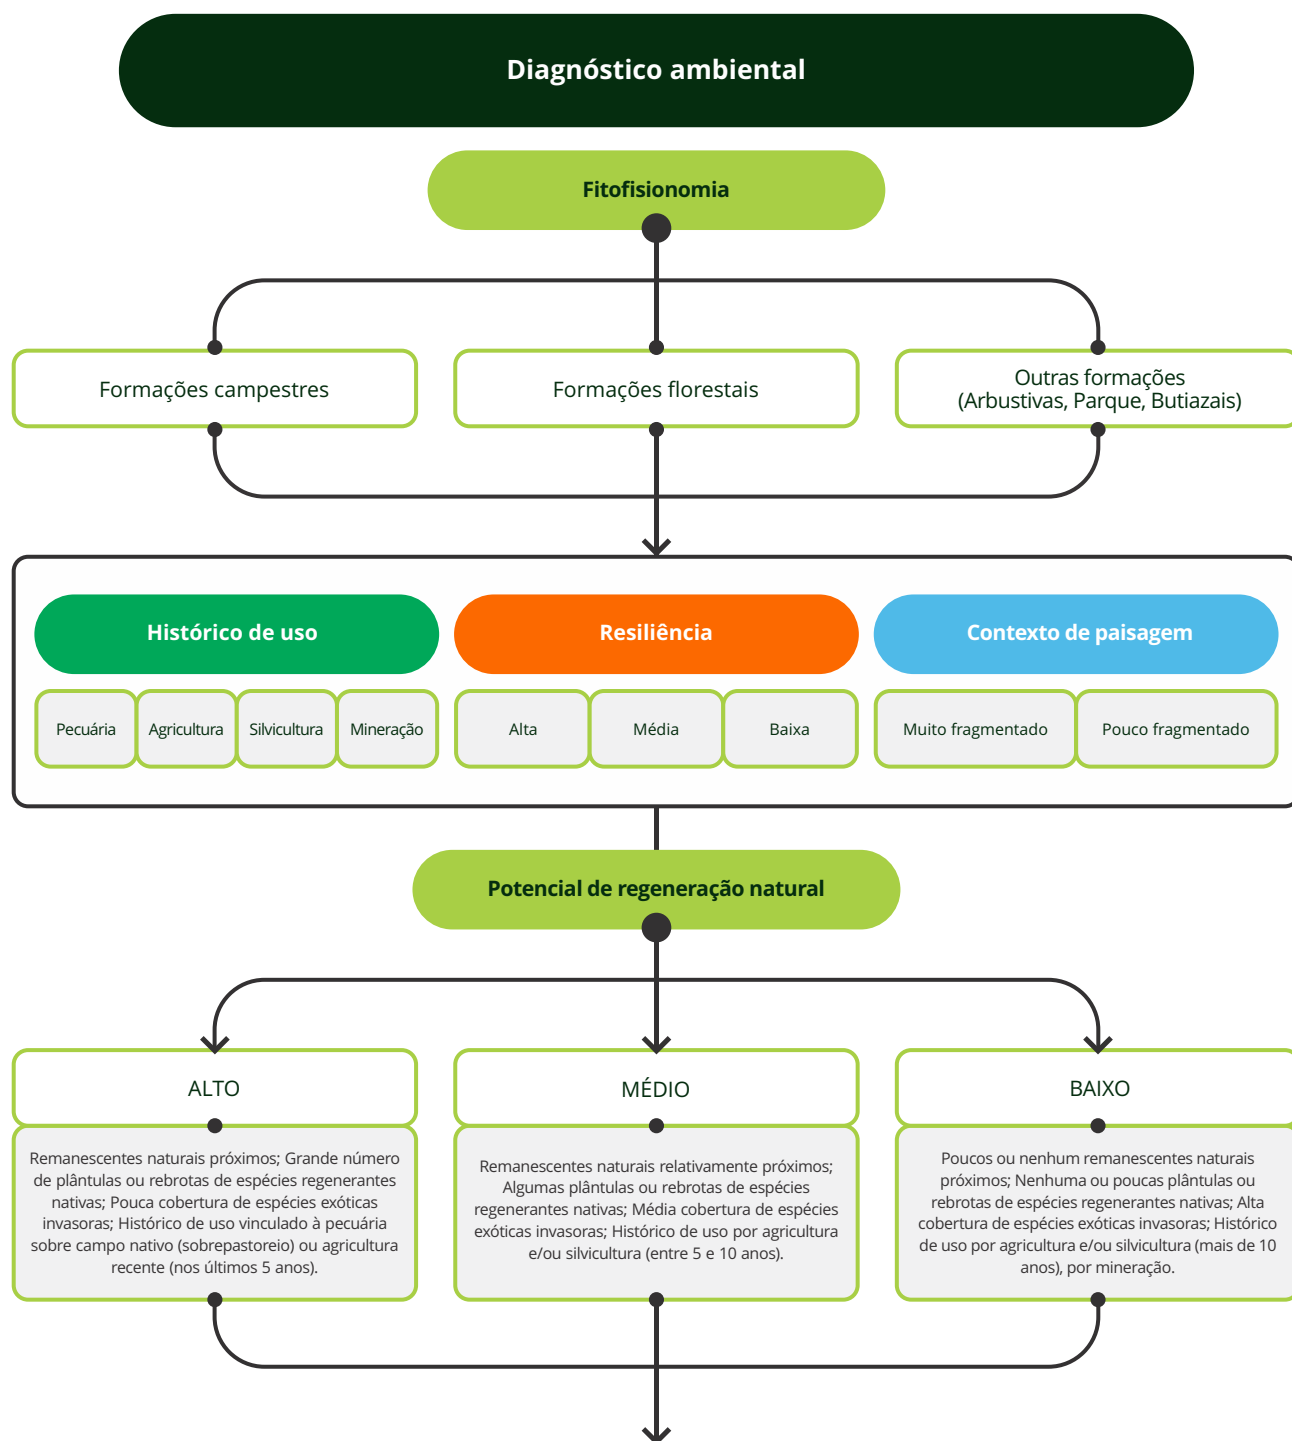 Diagnóstico ambiental
Fitofisionomia
Formações campestres
Formações florestais
Outras formações
(Arbustivas, Parque, Butiazais)
Histórico de uso
Resiliência
Contexto de paisagem
Pecuária
Agricultura
Silvicultura
Mineração
Alta
Média
Baixa
Muito fragmentado
Pouco fragmentado
Potencial de regeneração natural
ALTO
MÉDIO
BAIXO
Remanescentes naturais próximos; Grande número
de plântulas ou rebrotas de espécies regenerantes
nativas; Pouca cobertura de espécies exóticas
invasoras; Histórico de uso vinculado à pecuária
sobre campo nativo (sobrepastoreio) ou agricultura
recente (nos últimos 5 anos).
Remanescentes naturais relativamente próximos;
Algumas plântulas ou rebrotas de espécies
regenerantes nativas; Média cobertura de espécies
exóticas invasoras; Histórico de uso por agricultura
e/ou silvicultura (entre 5 e 10 anos).
Poucos ou nenhum remanescentes naturais
próximos; Nenhuma ou poucas plântulas ou
rebrotas de espécies regenerantes nativas; Alta
cobertura de espécies exóticas invasoras; Histórico
de uso por agricultura e/ou silvicultura (mais de 10
anos), por mineração.